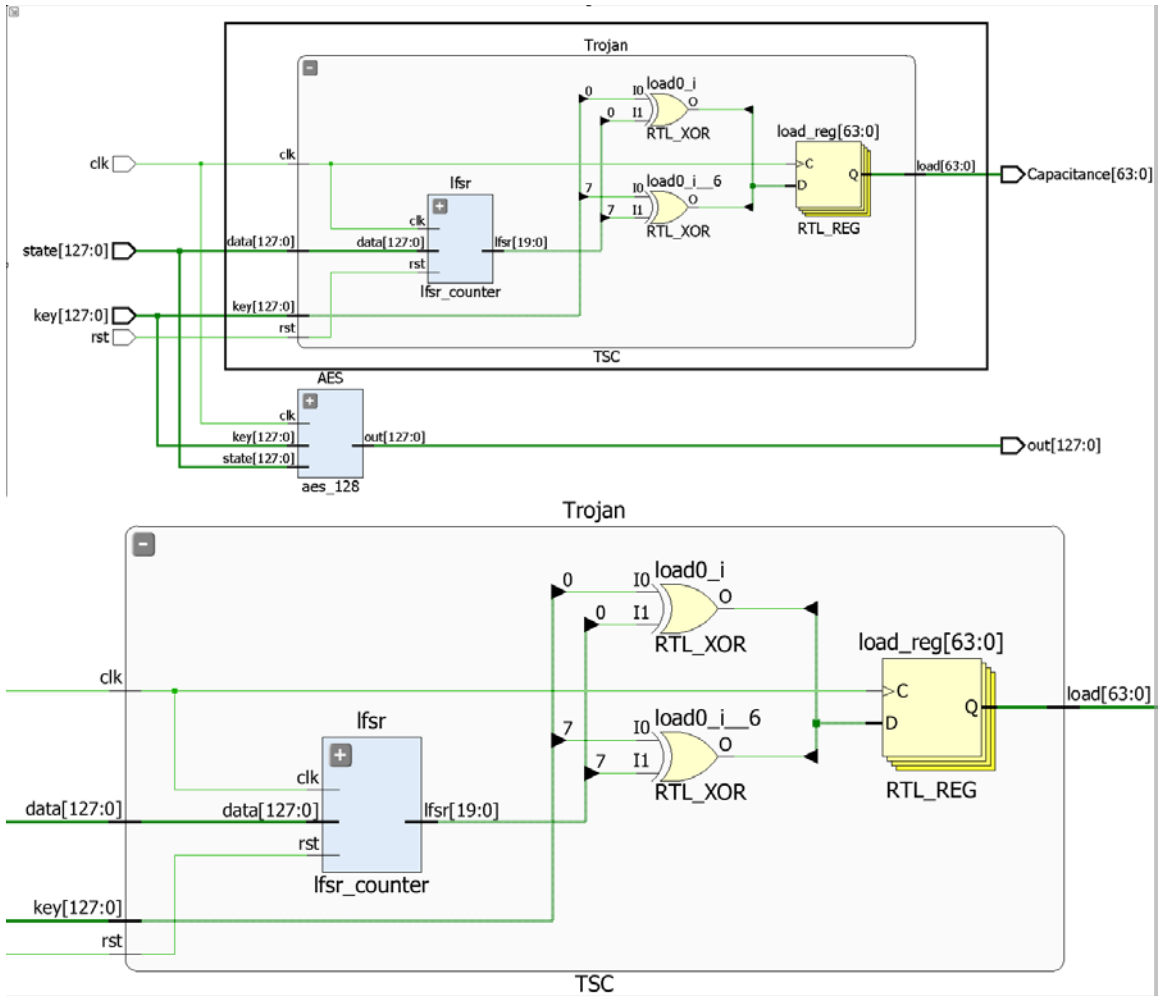 Trojan
load0_i
0 I0 O
0 I1
RTL_XOR
load_reg[63:0]
clk clk
C
Q load[63:0] Capacitance[63:0]
D
RTL_REG
lfsr
load0_i__6
7 I0 O
7 I1
RTL_XOR
clk
state[127:0] data[127:0] data[127:0] lfsr[19:0]
rst
lfsr_counter
key[127:0] key[127:0]
rst rst
TSC
AES
clk
key[127:0] out[127:0] out[127:0]
state[127:0]
aes_128
Trojan
load0_i
0 I0 O
0 I1
RTL_XOR
load_reg[63:0]
clk
C
Q load[63:0]
D
RTL_REG
lfsr
load0_i__6
7 I0 O
7 I1
RTL_XOR
clk
data[127:0] data[127:0] lfsr[19:0]
rst
lfsr_counter
key[127:0]
rst
TSC